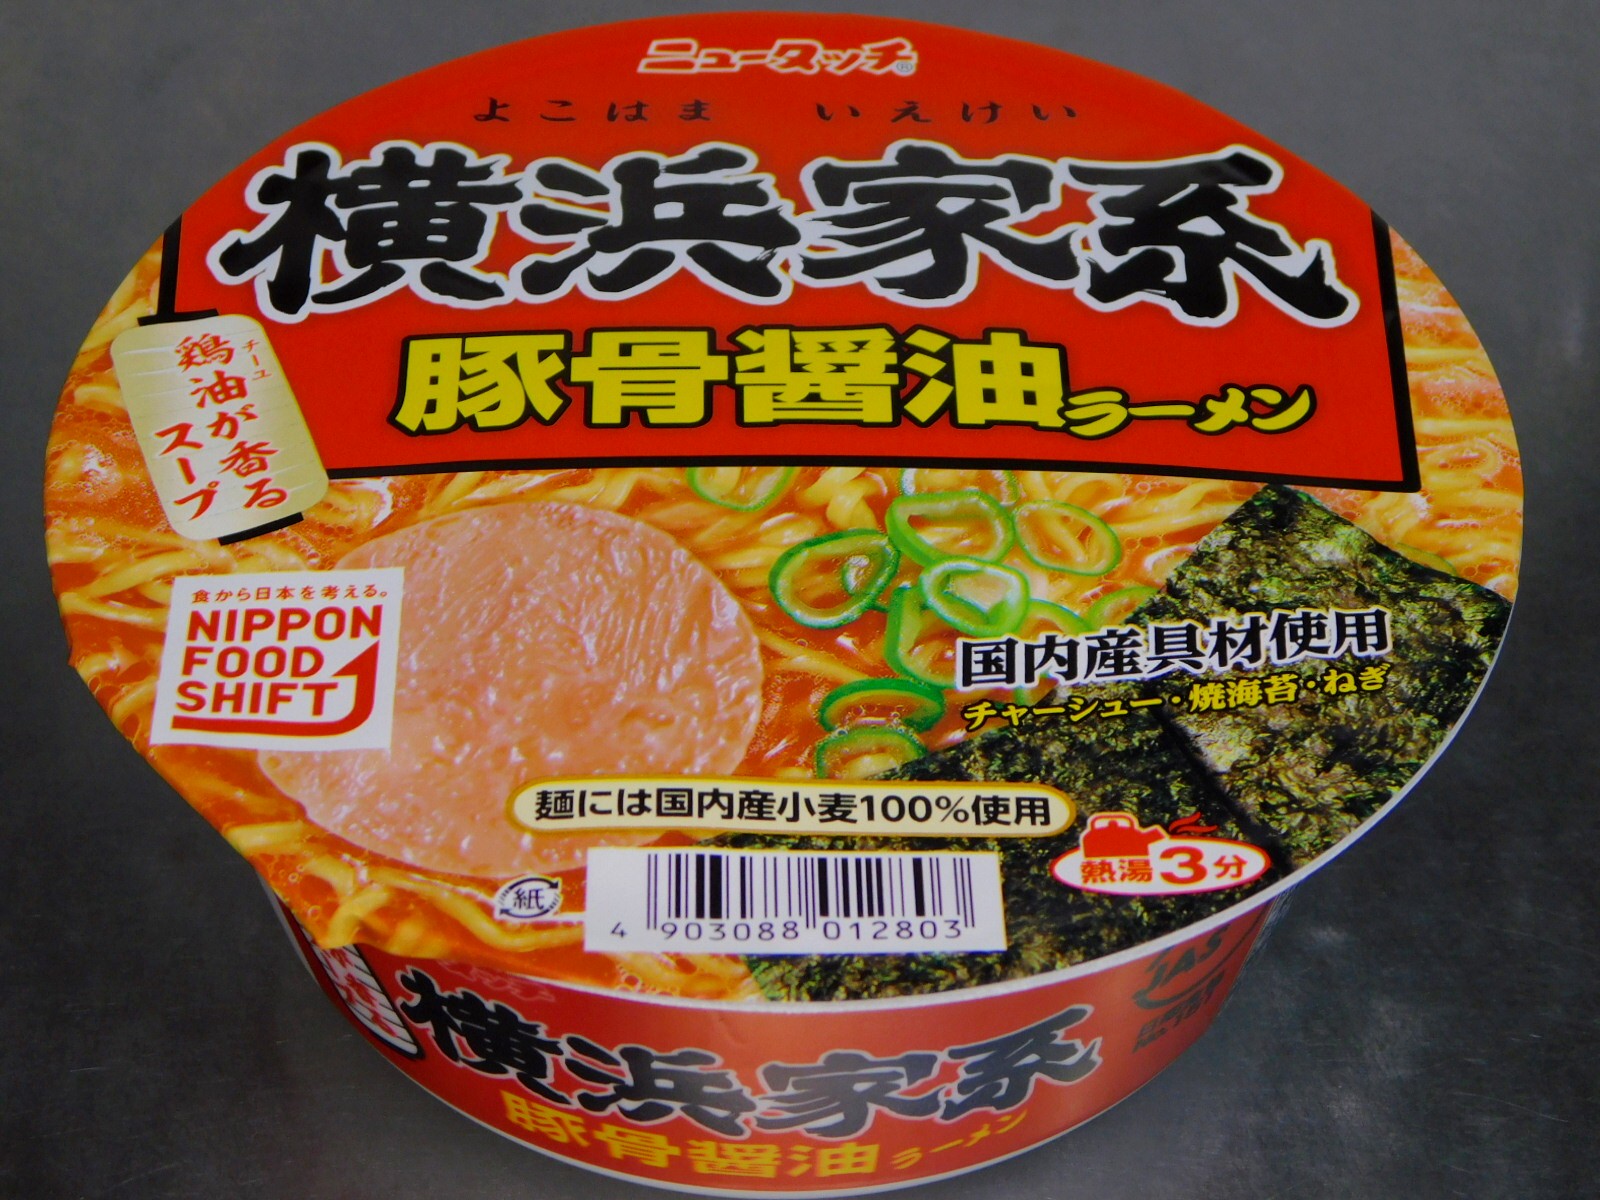 ニュータッチ®
よこはま いえけい
横浜家系
豚骨醤油ラーメン
チーユ
鶏油が香る
スープ
食から日本を考える。
NIPPON
FOOD
SHIFT
国内産具材使用
チャーシュー・焼海苔・ねぎ
麺には国内産小麦100%使用
熱湯3分
紙
4 903088 012803
横浜家系
豚骨醤油ラーメン
JAS